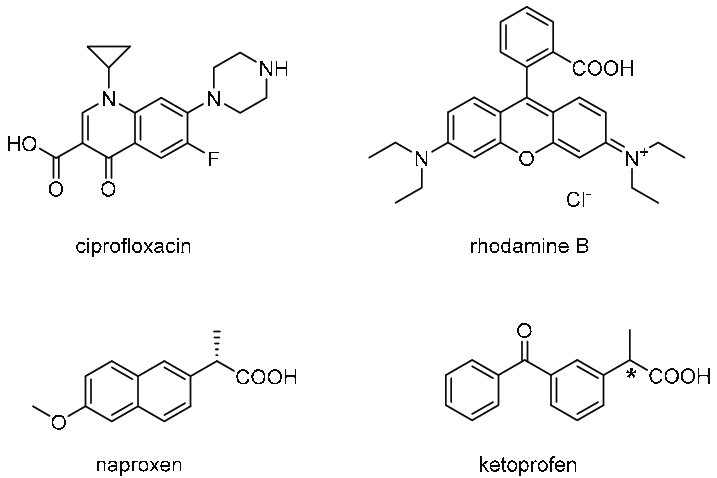 N
N
NH
HO
O
O
F
ciprofloxacin
COOH
N
O
N+
Cl-
rhodamine B
O
COOH
naproxen
O
*
COOH
ketoprofen